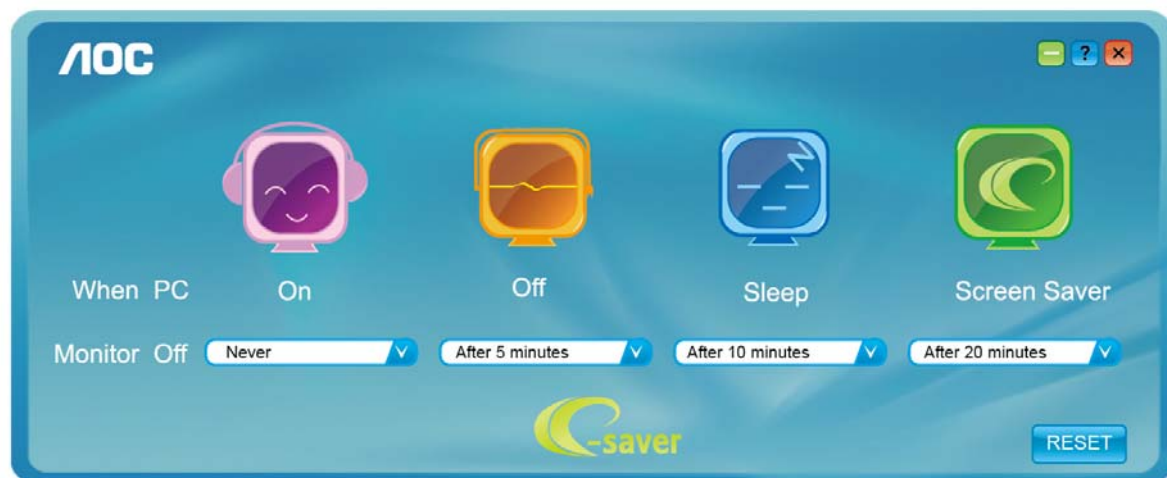 AOC
?
When PC On Off Sleep Screen Saver
Monitor Off Never After 5 minutes After 10 minutes After 20 minutes
e-saver
RESET